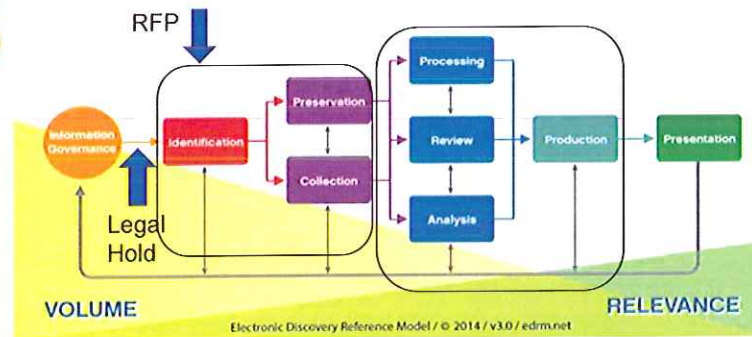 RFP
Processing
Preservation
Information
Governance
Identification
Review
Production
Presentation
Collection
Legal
Hold
Analysis
VOLUME
RELEVANCE
Electronic Discovery Reference Model / © 2014 / v3.0 / edrm.net